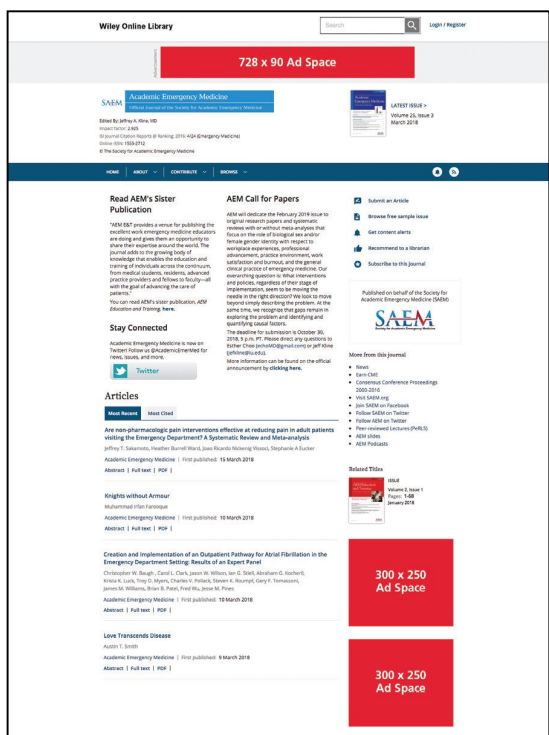 Wiley Online Library
Search
Login / Register
Advertisement
728 x 90 Ad Space
SAEM
Academic Emergency Medicine
Official Journal of the Society for Academic Emergency Medicine
Edited By: Jeffrey A. Kline, MD
Impact factor: 2.925
ISI Journal Citation Reports © Ranking: 2016: 4/24 (Emergency Medicine)
Online ISSN: 1553-2712
© The Society for Academic Emergency Medicine
LATEST ISSUE >
Volume 25, Issue 3
March 2018
HOME
ABOUT
CONTRIBUTE
BROWSE
Read AEM's Sister
Publication
"AEM E&T provides a venue for publishing the
excellent work emergency medicine educators
are doing and gives them an opportunity to
share their expertise around the world. The
journal adds to the growing body of
knowledge that enables the education and
training of individuals across the continuum,
from medical students, residents, advanced
practice providers and fellows to faculty—all
with the goal of advancing the care of
patients."
You can read AEM's sister publication, AEM
Education and Training, here.
Stay Connected
Academic Emergency Medicine is now on
Twitter! Follow us @AcademicEmerMed for
news, issues, and more.
Twitter
AEM Call for Papers
AEM will dedicate the February 2019 issue to
original research papers and systematic
reviews with or without meta-analyses that
focus on the role of biological sex and/or
female gender identity with respect to
workplace experiences, professional
advancement, practice environment, work
satisfaction and burnout, and the general
clinical practice of emergency medicine. Our
overarching question is: What interventions
and policies, regardless of their stage of
implementation, seem to be moving the
needle in the right direction? We look to move
beyond simply describing the problem. At the
same time, we recognize that gaps remain in
exploring the problem and identifying and
quantifying causal factors.
The deadline for submission is October 30,
2018, 5 p.m. PT. Please direct any questions to
Esther Choo (echoMD@gmail.com) or Jeff Kline
(jefkline@iu.edu).
More information can be found on the official
announcement by clicking here.
Submit an Article
Browse free sample issue
Get content alerts
Recommend to a librarian
Subscribe to this journal
Published on behalf of the Society for
Academic Emergency Medicine (SAEM)
SAEM
Society for Academic Emergency Medicine
More from this journal
News
Earn CME
Consensus Conference Proceedings
2000-2016
Visit SAEM.org
Join SAEM on Facebook
Follow SAEM on Twitter
Follow AEM on Twitter
Peer-reviewed Lectures (PeRLS)
AEM slides
AEM Podcasts
Articles
Most Recent
Most Cited
Are non-pharmacologic pain interventions effective at reducing pain in adult patients
visiting the Emergency Department? A Systematic Review and Meta-analysis
Jeffrey T. Sakamoto, Heather Burrell Ward, Joao Ricardo Nickenig Vissoci, Stephanie A Eucker
Academic Emergency Medicine | First published: 15 March 2018
Abstract | Full text | PDF |
Knights without Armour
Muhammad Irfan Farooque
Academic Emergency Medicine | First published: 10 March 2018
Abstract | Full text | PDF |
Creation and Implementation of an Outpatient Pathway for Atrial Fibrillation in the
Emergency Department Setting: Results of an Expert Panel
Christopher W. Baugh , Carol L. Clark, Jason W. Wilson, Ian G. Stiell, Abraham G. Kocheril,
Krista K. Luck, Troy D. Myers, Charles V. Pollack, Steven K. Roumpf, Gery F. Tomassoni,
James M. Williams, Brian B. Patel, Fred Wu, Jesse M. Pines
Academic Emergency Medicine | First published: 10 March 2018
Abstract | Full text | PDF |
Love Transcends Disease
Austin T. Smith
Academic Emergency Medicine | First published: 9 March 2018
Abstract | Full text | PDF |
Related Titles
ISSUE
Volume 2, Issue 1
Pages: 1-68
January 2018
300 x 250
Ad Space
300 x 250
Ad Space